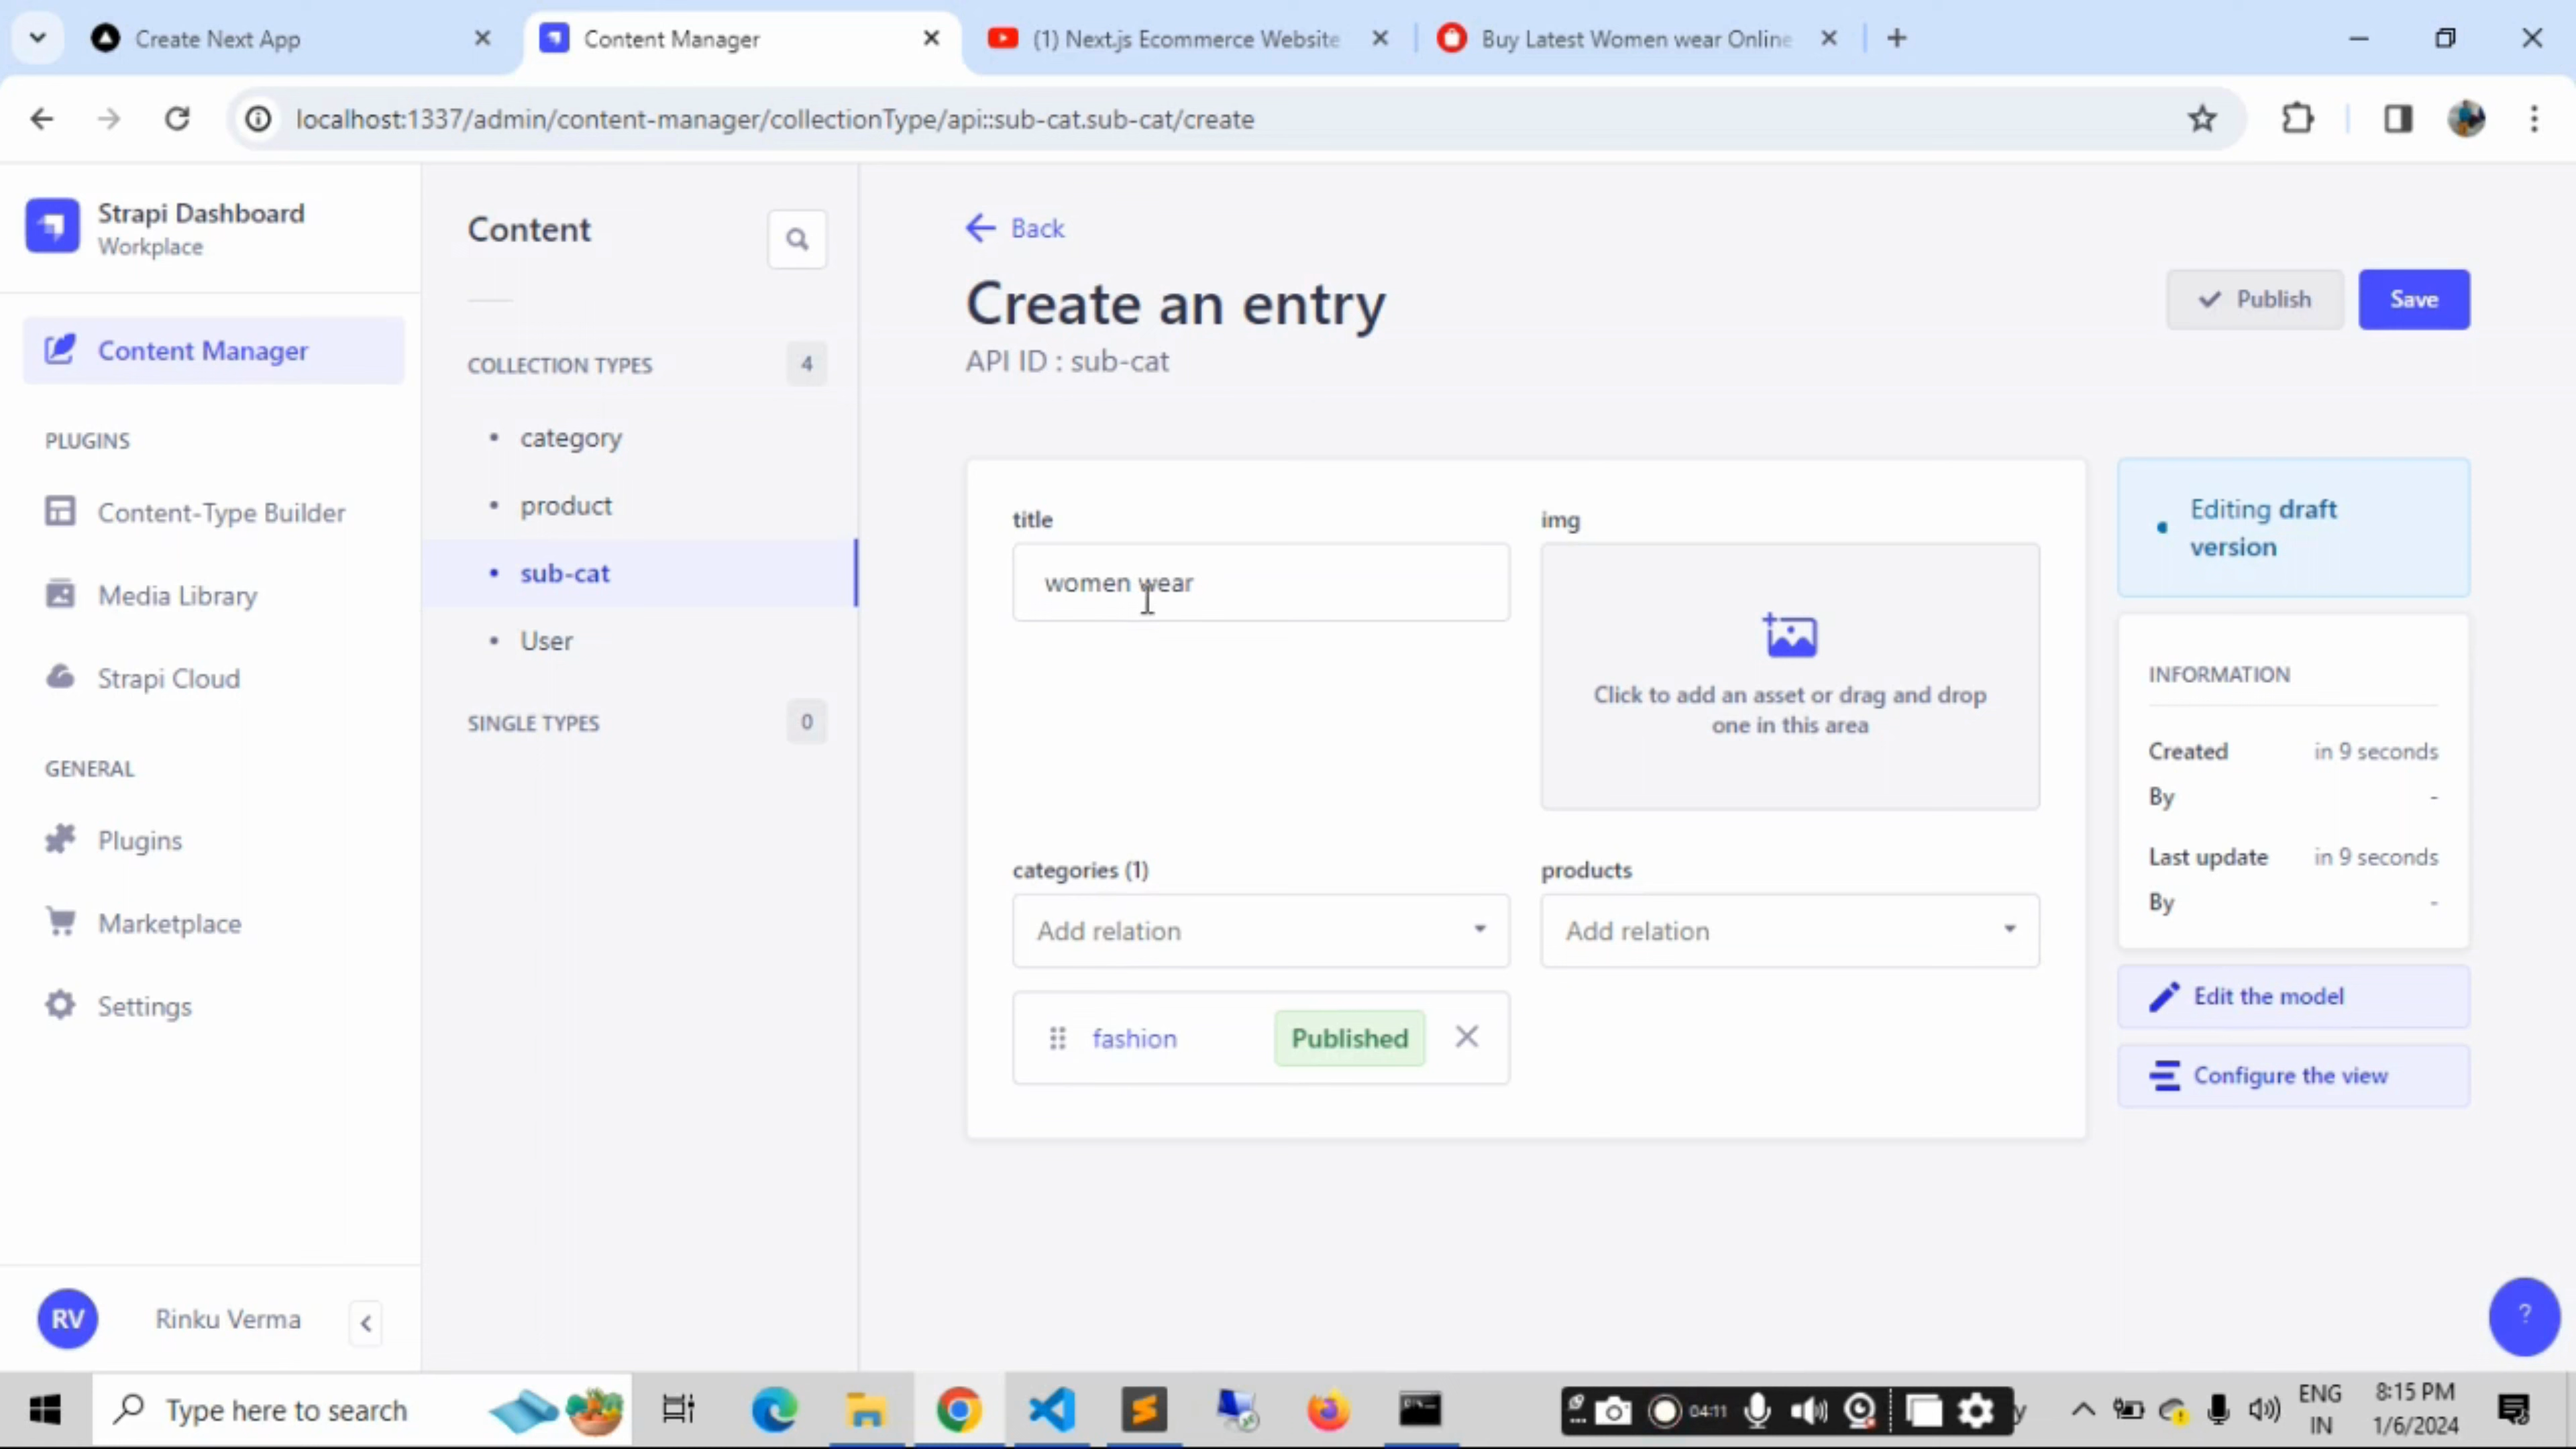 Create Next App
Content Manager
(1) Next.js Ecommerce Website
Buy Latest Women wear Online
localhost:1337/admin/content-manager/collectionType/api::sub-cat.sub-cat/create
Strapi Dashboard
Workplace
Content Manager
PLUGINS
Content-Type Builder
Media Library
Strapi Cloud
GENERAL
Plugins
Marketplace
Settings
RV
Rinku Verma
Content
COLLECTION TYPES
4
category
product
sub-cat
User
SINGLE TYPES
0
Back
Create an entry
API ID : sub-cat
Publish
Save
title
women wear
img
Click to add an asset or drag and drop
one in this area
categories (1)
Add relation
fashion
Published
products
Add relation
Editing draft
version
INFORMATION
Created
in 9 seconds
By
-
Last update
in 9 seconds
By
-
Edit the model
Configure the view
?
Type here to search
04:11
y
ENG
IN
8:15 PM
1/6/2024